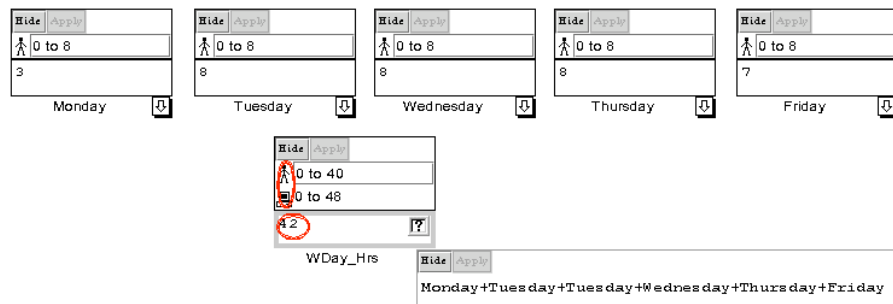 Hide Apply Hide Apply Hide Apply Hide Apply Hide Apply
0 to 8 0 to 8 0 to 8 0 to 8 0 to 8
3 8 8 8 7
Monday Tuesday Wednesday Thursday Friday
Hide Apply
0 to 40
0 to 48
42 ?
WDay_Hrs
Hide Apply
Monday+Tuesday+Tuesday+Wednesday+Thursday+Friday